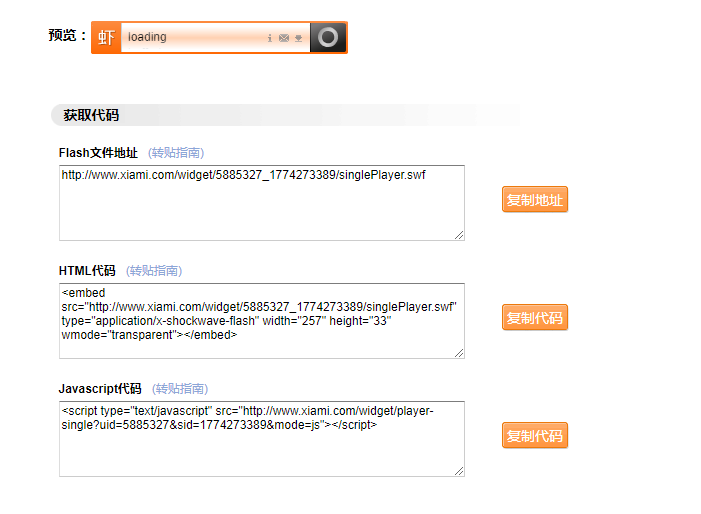 预览：
虾 loading
获取代码
Flash文件地址 (转贴指南)
http://www.xiami.com/widget/5885327_1774273389/singlePlayer.swf
复制地址
HTML代码 (转贴指南)
<embed
src="http://www.xiami.com/widget/5885327_1774273389/singlePlayer.swf"
type="application/x-shockwave-flash" width="257" height="33"
wmode="transparent"></embed>
复制代码
Javascript代码 (转贴指南)
<script type="text/javascript" src="http://www.xiami.com/widget/player-
single?uid=5885327&sid=1774273389&mode=js"></script>
复制代码